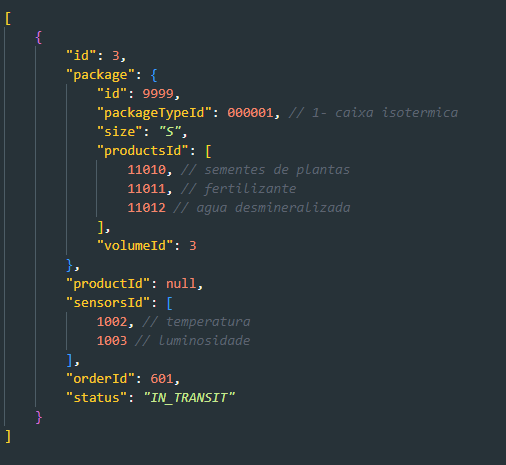 [
{
"id": 3,
"package": {
"id": 9999,
"packageTypeId": 000001, // 1- caixa isotermica
"size": "S",
"productsId": [
11010, // sementes de plantas
11011, // fertilizante
11012 // agua desmineralizada
],
"volumeId": 3
},
"productId": null,
"sensorsId": [
1002, // temperatura
1003 // luminosidade
],
"orderId": 601,
"status": "IN_TRANSIT"
}
]